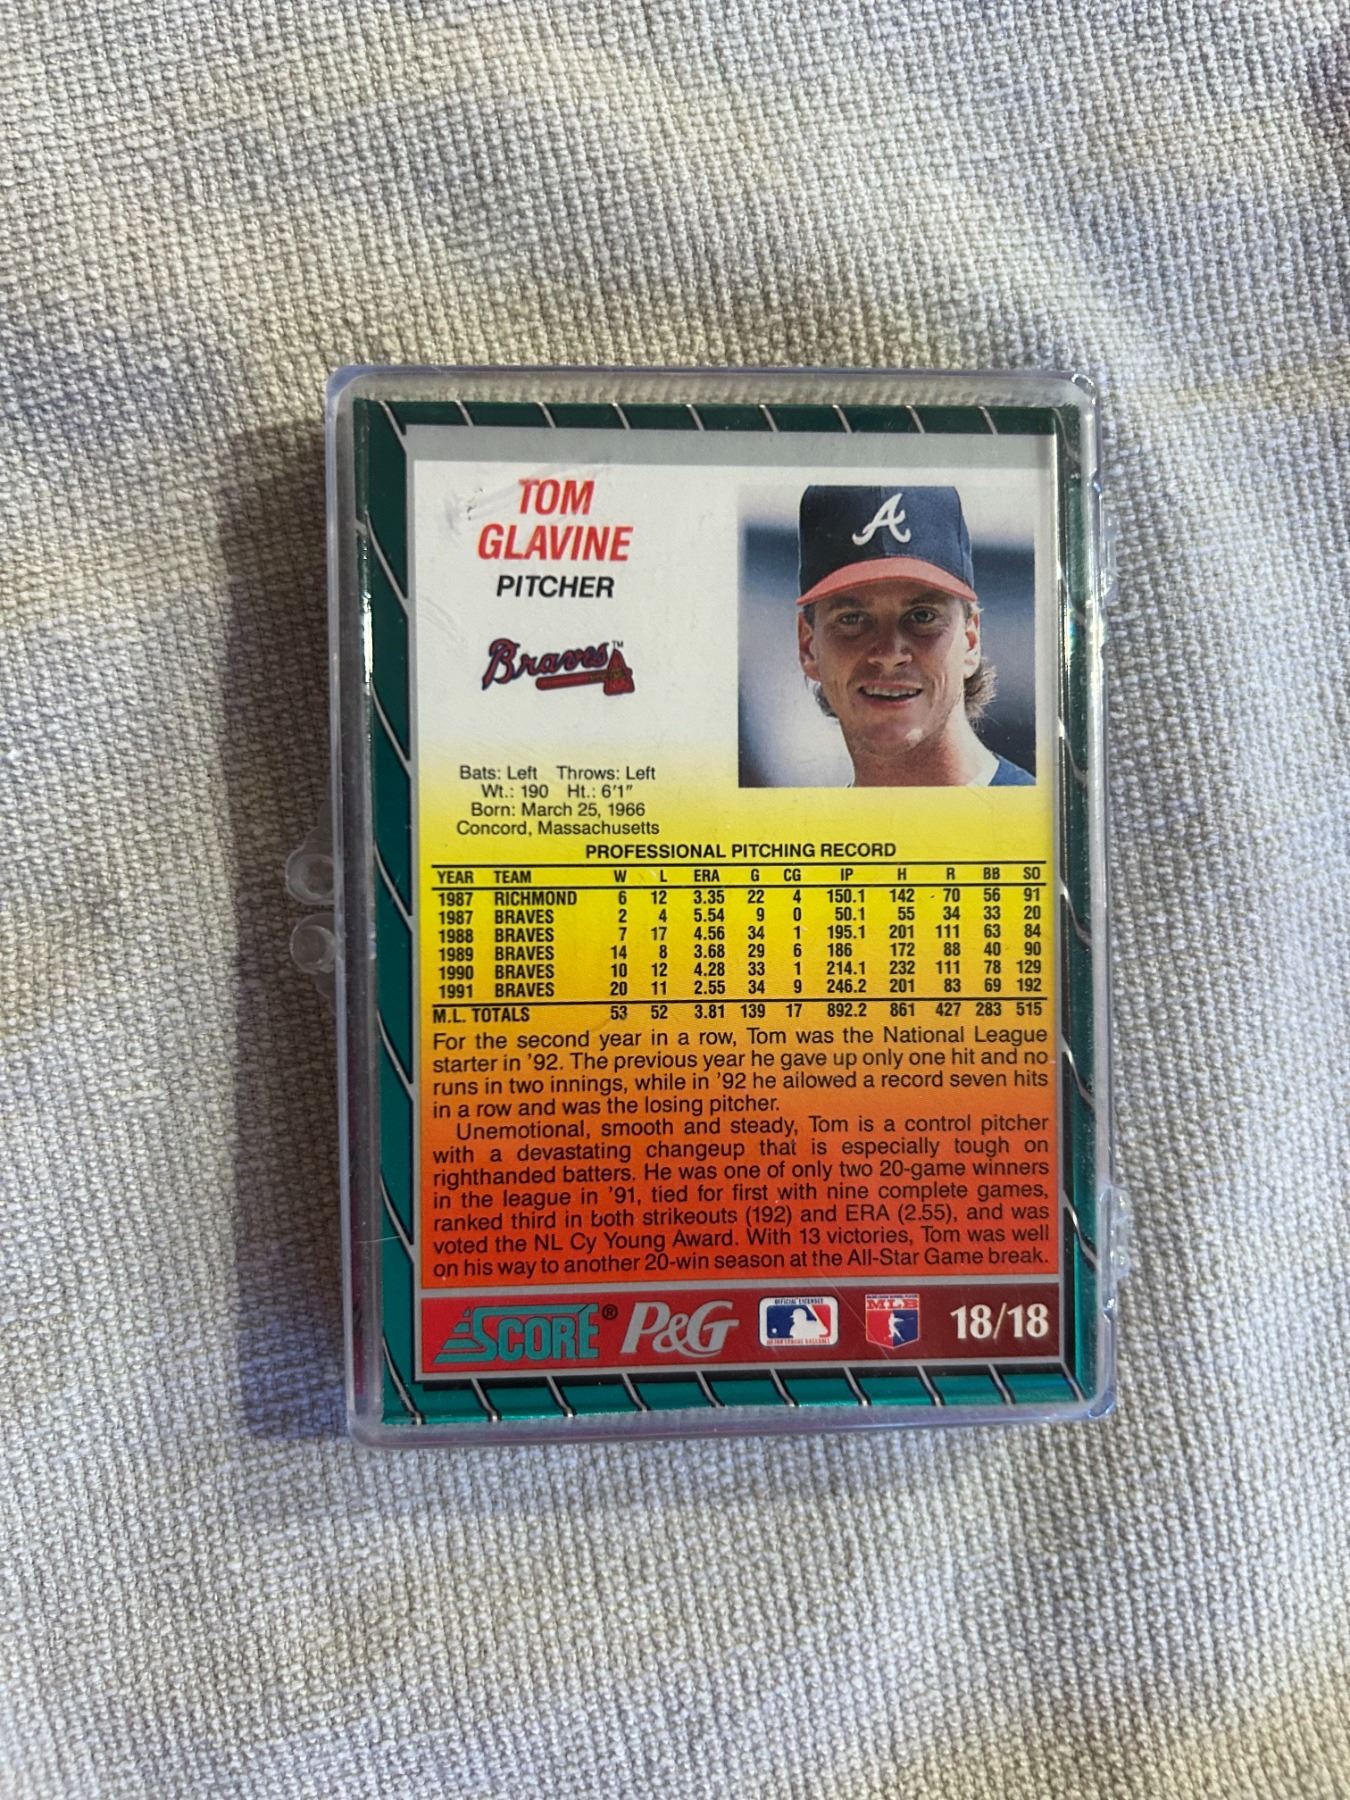 TOM
GLAVINE
PITCHER
Braves™
A
Bats: Left Throws: Left
Wt.: 190 Ht.: 6'1"
Born: March 25, 1966
Concord, Massachusetts
PROFESSIONAL PITCHING RECORD
YEAR TEAM W L ERA G CG IP H R BB SO
1987 RICHMOND 6 12 3.35 22 4 150.1 142 70 56 91
1987 BRAVES 2 4 5.54 9 0 50.1 55 34 33 20
1988 BRAVES 7 17 4.56 34 1 195.1 201 111 63 84
1989 BRAVES 14 8 3.68 29 6 186 172 88 40 90
1990 BRAVES 10 12 4.28 33 1 214.1 232 111 78 129
1991 BRAVES 20 11 2.55 34 9 246.2 201 83 69 192
M.L. TOTALS 53 52 3.81 139 17 892.2 861 427 283 515
For the second year in a row, Tom was the National League
starter in '92. The previous year he gave up only one hit and no
runs in two innings, while in '92 he allowed a record seven hits
in a row and was the losing pitcher.
Unemotional, smooth and steady, Tom is a control pitcher
with a devastating changeup that is especially tough on
righthanded batters. He was one of only two 20-game winners
in the league in '91, tied for first with nine complete games,
ranked third in both strikeouts (192) and ERA (2.55), and was
voted the NL Cy Young Award. With 13 victories, Tom was well
on his way to another 20-win season at the All-Star Game break.
SCORE® P&G MLB 18/18